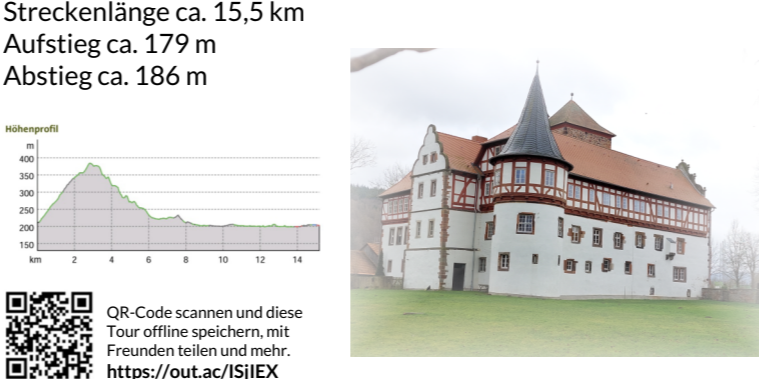 Streckenlänge ca. 15,5 km
Aufstieg ca. 179 m
Abstieg ca. 186 m
Höhenprofil
m
400
350
300
250
200
150
km 2 4 6 8 10 12 14
QR-Code scannen und diese
Tour offline speichern, mit
Freunden teilen und mehr.
https://out.ac/ISjIEX